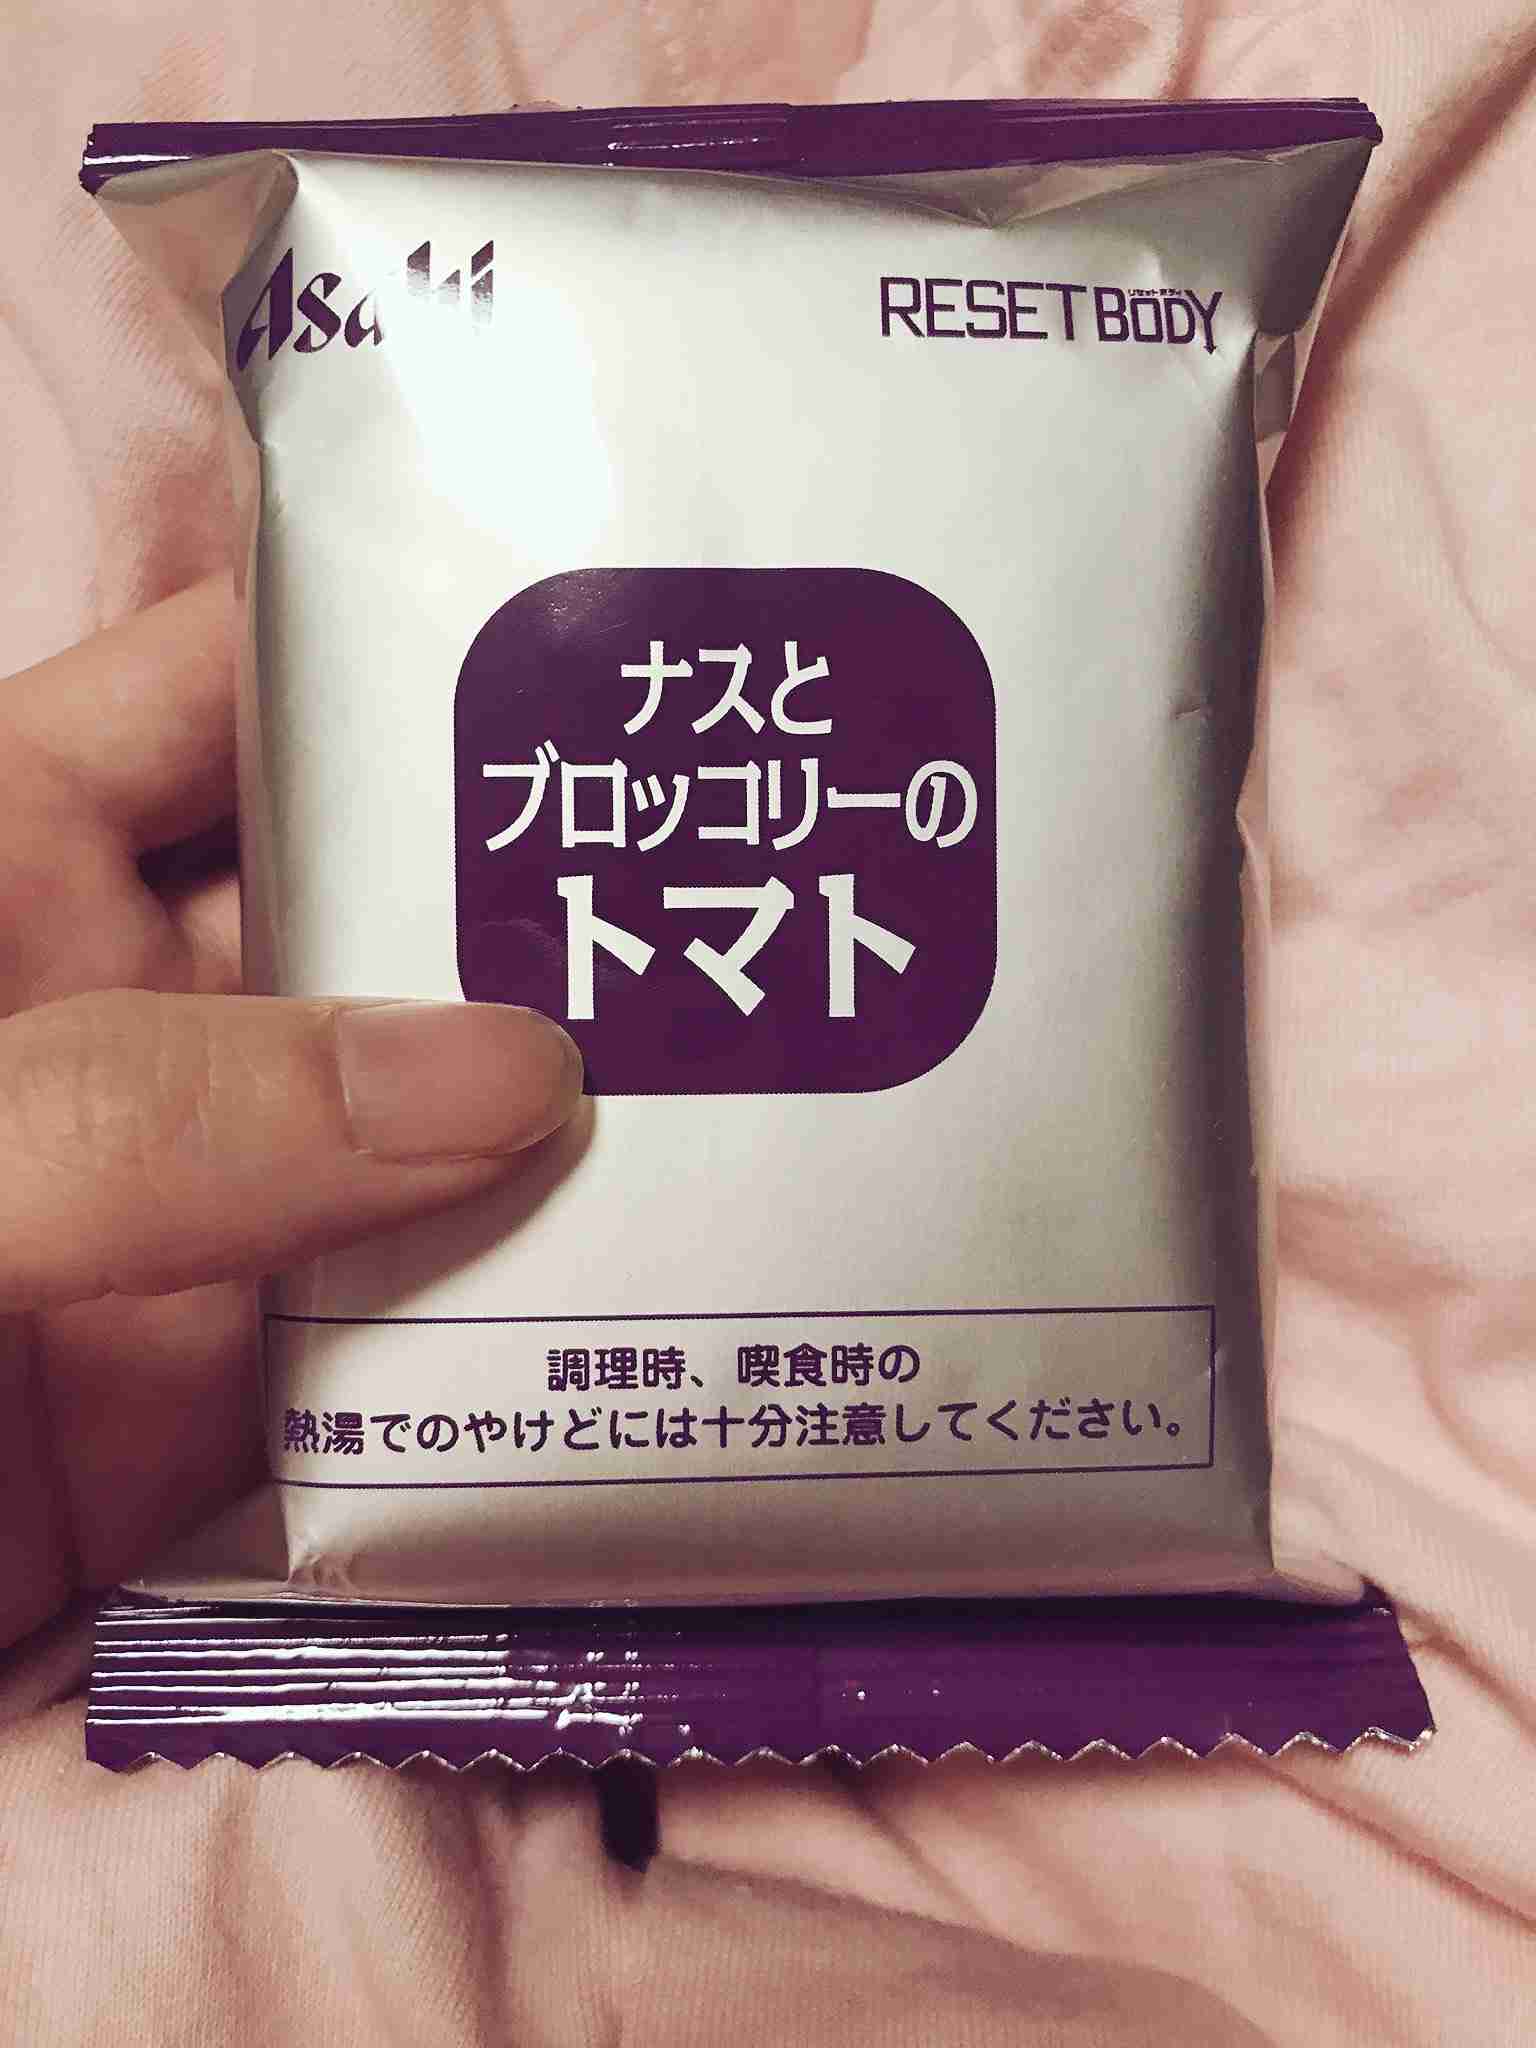 Asahi
RESET BODY
リセットボディ
ナスと
ブロッコリーの
トマト
調理時、喫食時の
熱湯でのやけどには十分注意してください。